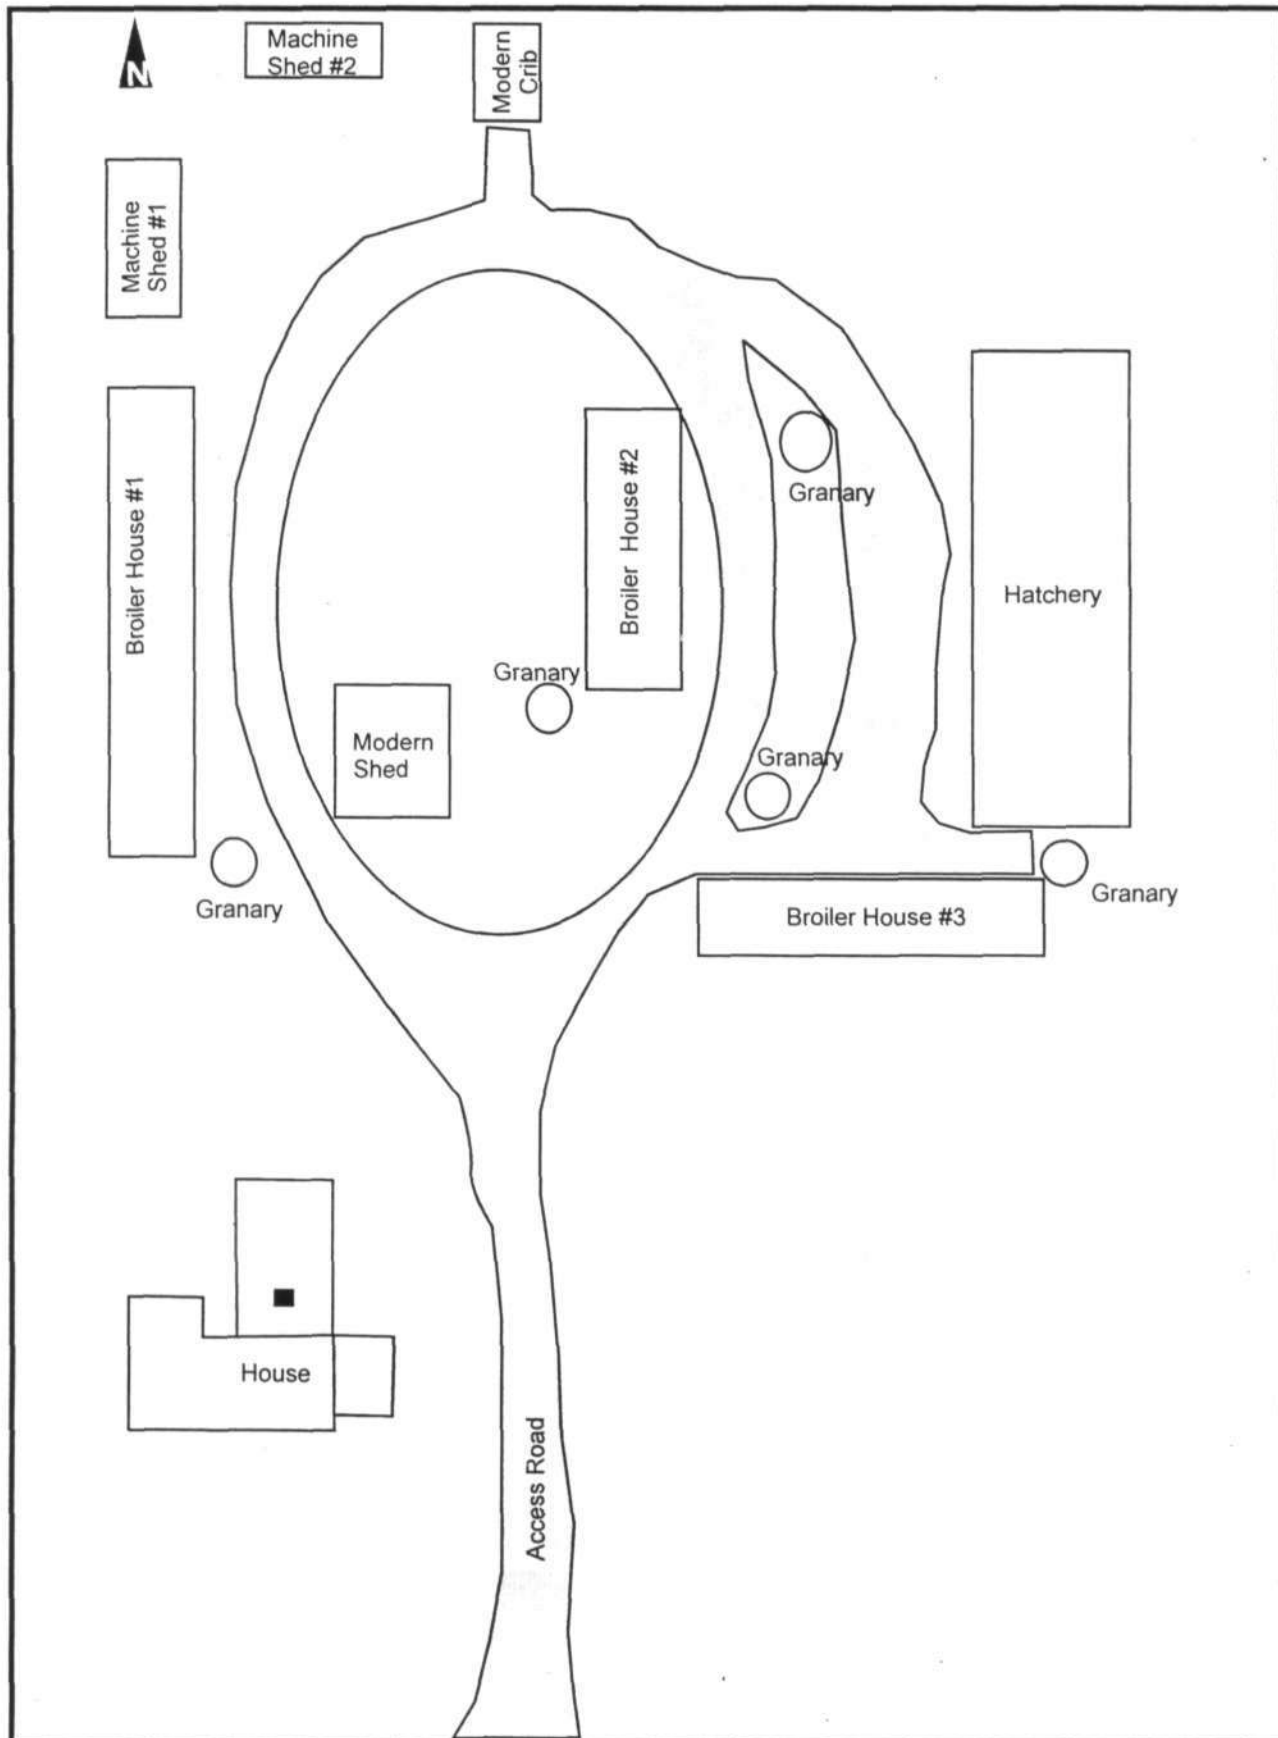 N
Machine
Shed #2
Modern
Crib
Machine
Shed #1
Broiler House #1
Broiler House #2
Granary
Hatchery
Granary
Modern
Shed
Granary
Granary
Broiler House #3
Granary
House
Access Road